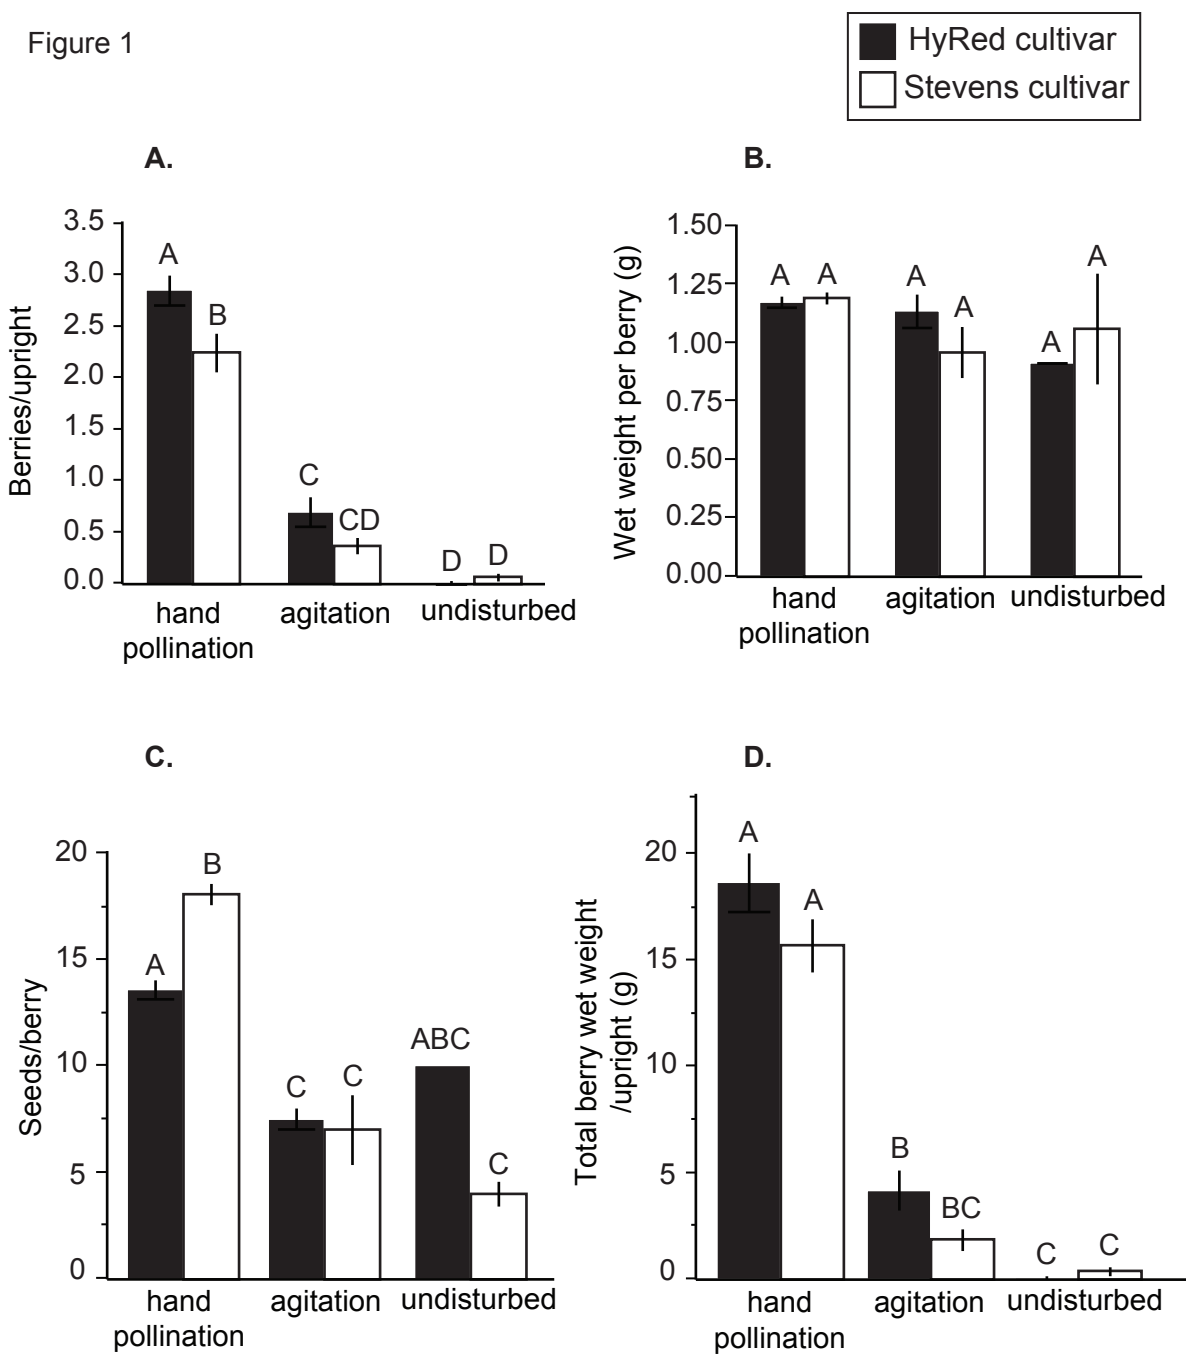 Figure 1
HyRed cultivar
Stevens cultivar
A.
Berries/upright
3.5
3.0
2.5
2.0
1.5
1.0
0.5
0.0
A
B
C
CD
D
D
hand
pollination
agitation
undisturbed
B.
Wet weight per berry (g)
1.50
1.25
1.00
0.75
0.50
0.25
0.00
A
A
A
A
A
A
hand
pollination
agitation
undisturbed
C.
Seeds/berry
20
15
10
5
0
A
B
C
C
ABC
C
hand
pollination
agitation
undisturbed
D.
Total berry wet weight
/upright (g)
20
15
10
5
0
A
A
B
BC
C
C
hand
pollination
agitation
undisturbed